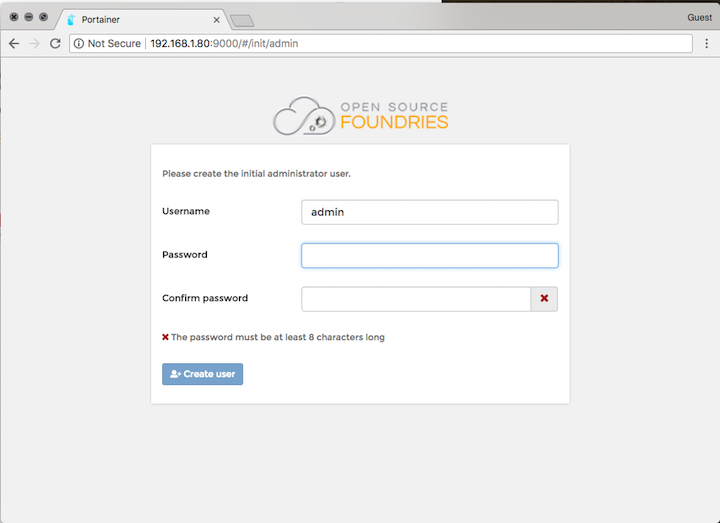 Portainer
Guest
Not Secure 192.168.1.80:9000/#/init/admin
OPEN SOURCE
FOUNDRIES
Please create the initial administrator user.
Username
admin
Password
Confirm password
The password must be at least 8 characters long
Create user